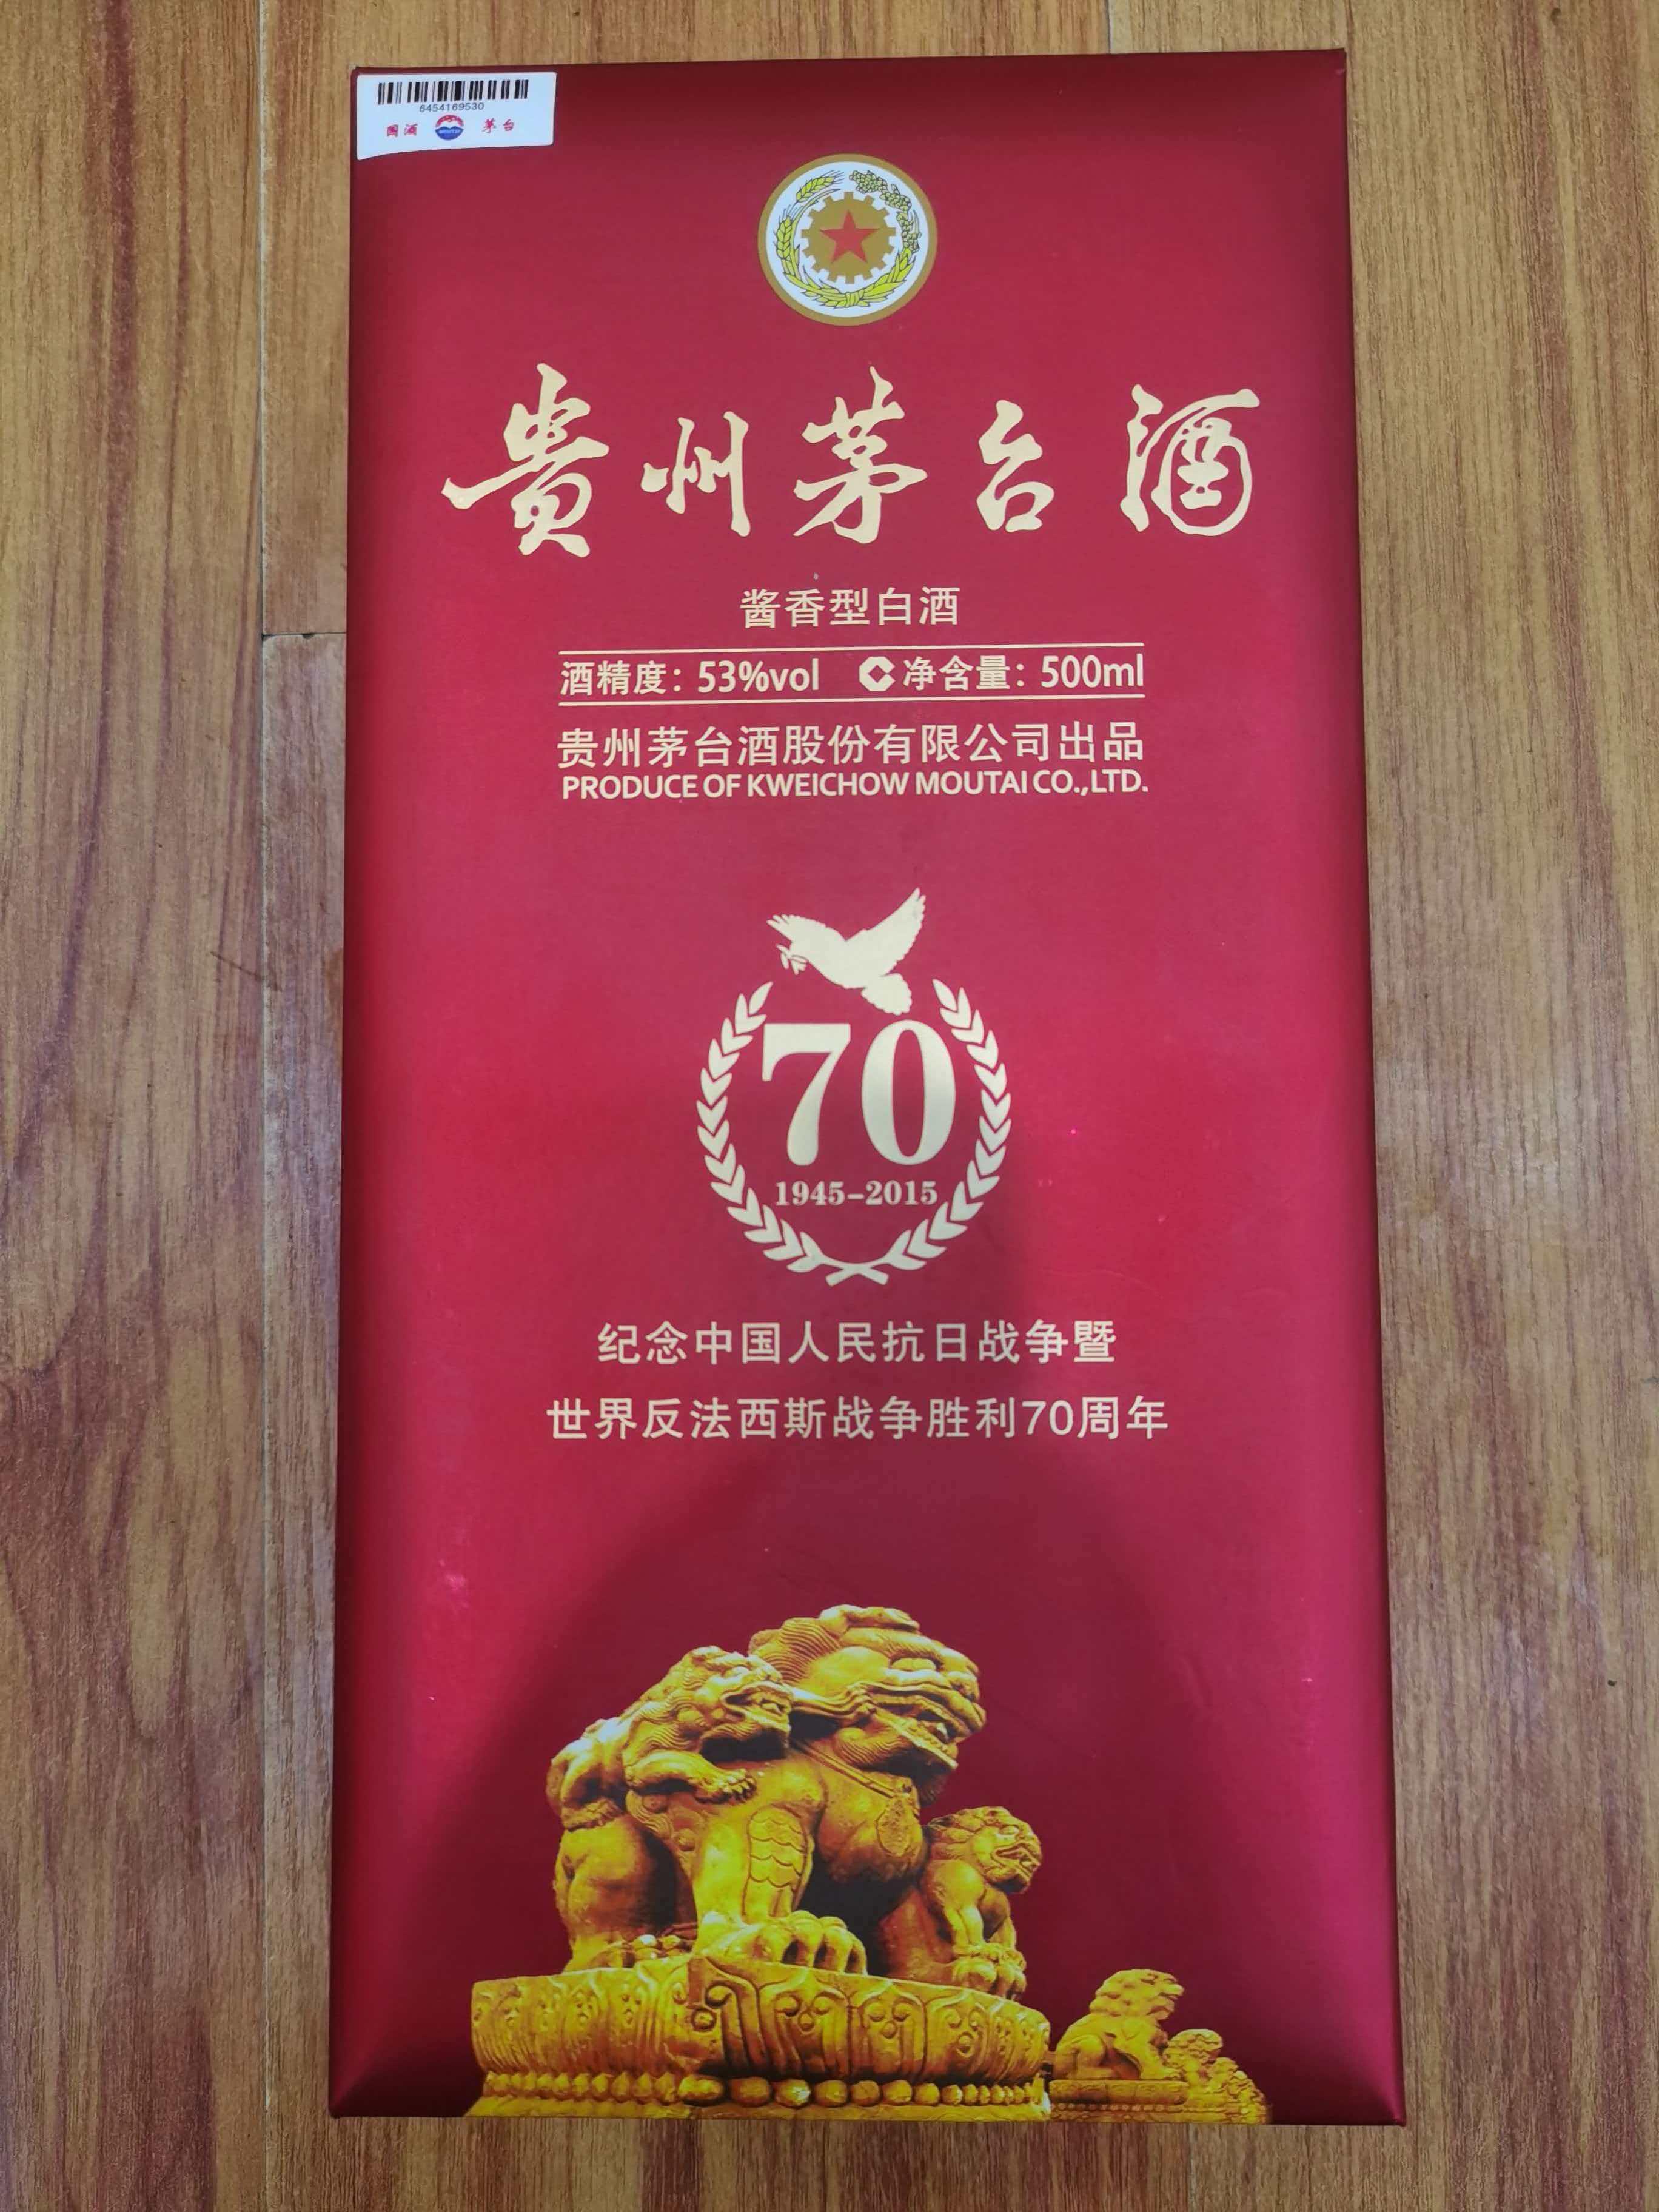 6454169530
国酒 茅台
贵州茅台酒
酱香型白酒
酒精度：53%vol 净含量：500ml
贵州茅台酒股份有限公司出品
PRODUCE OF KWEICHOW MOUTAI CO.,LTD.
70
1945-2015
纪念中国人民抗日战争暨
世界反法西斯战争胜利70周年